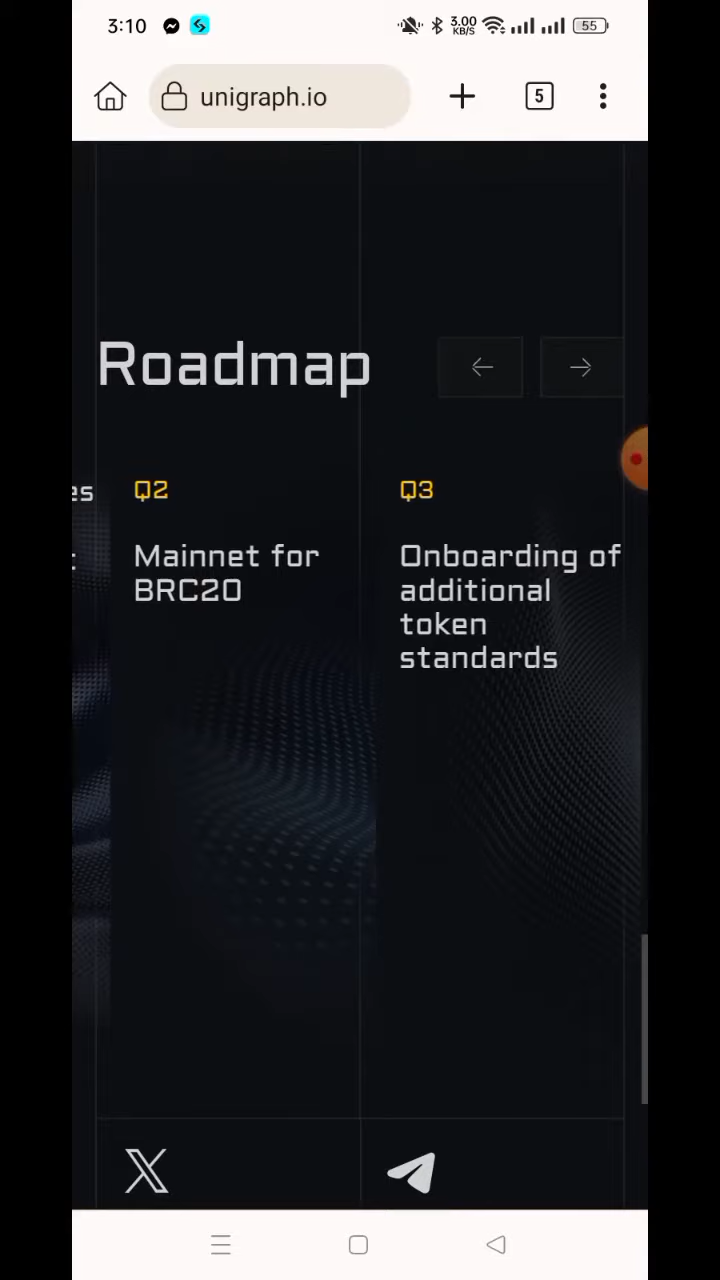 3:10
3.00
KB/S
55
unigraph.io
5
Roadmap
es
Q2
Mainnet for
BRC20
Q3
Onboarding of
additional
token
standards